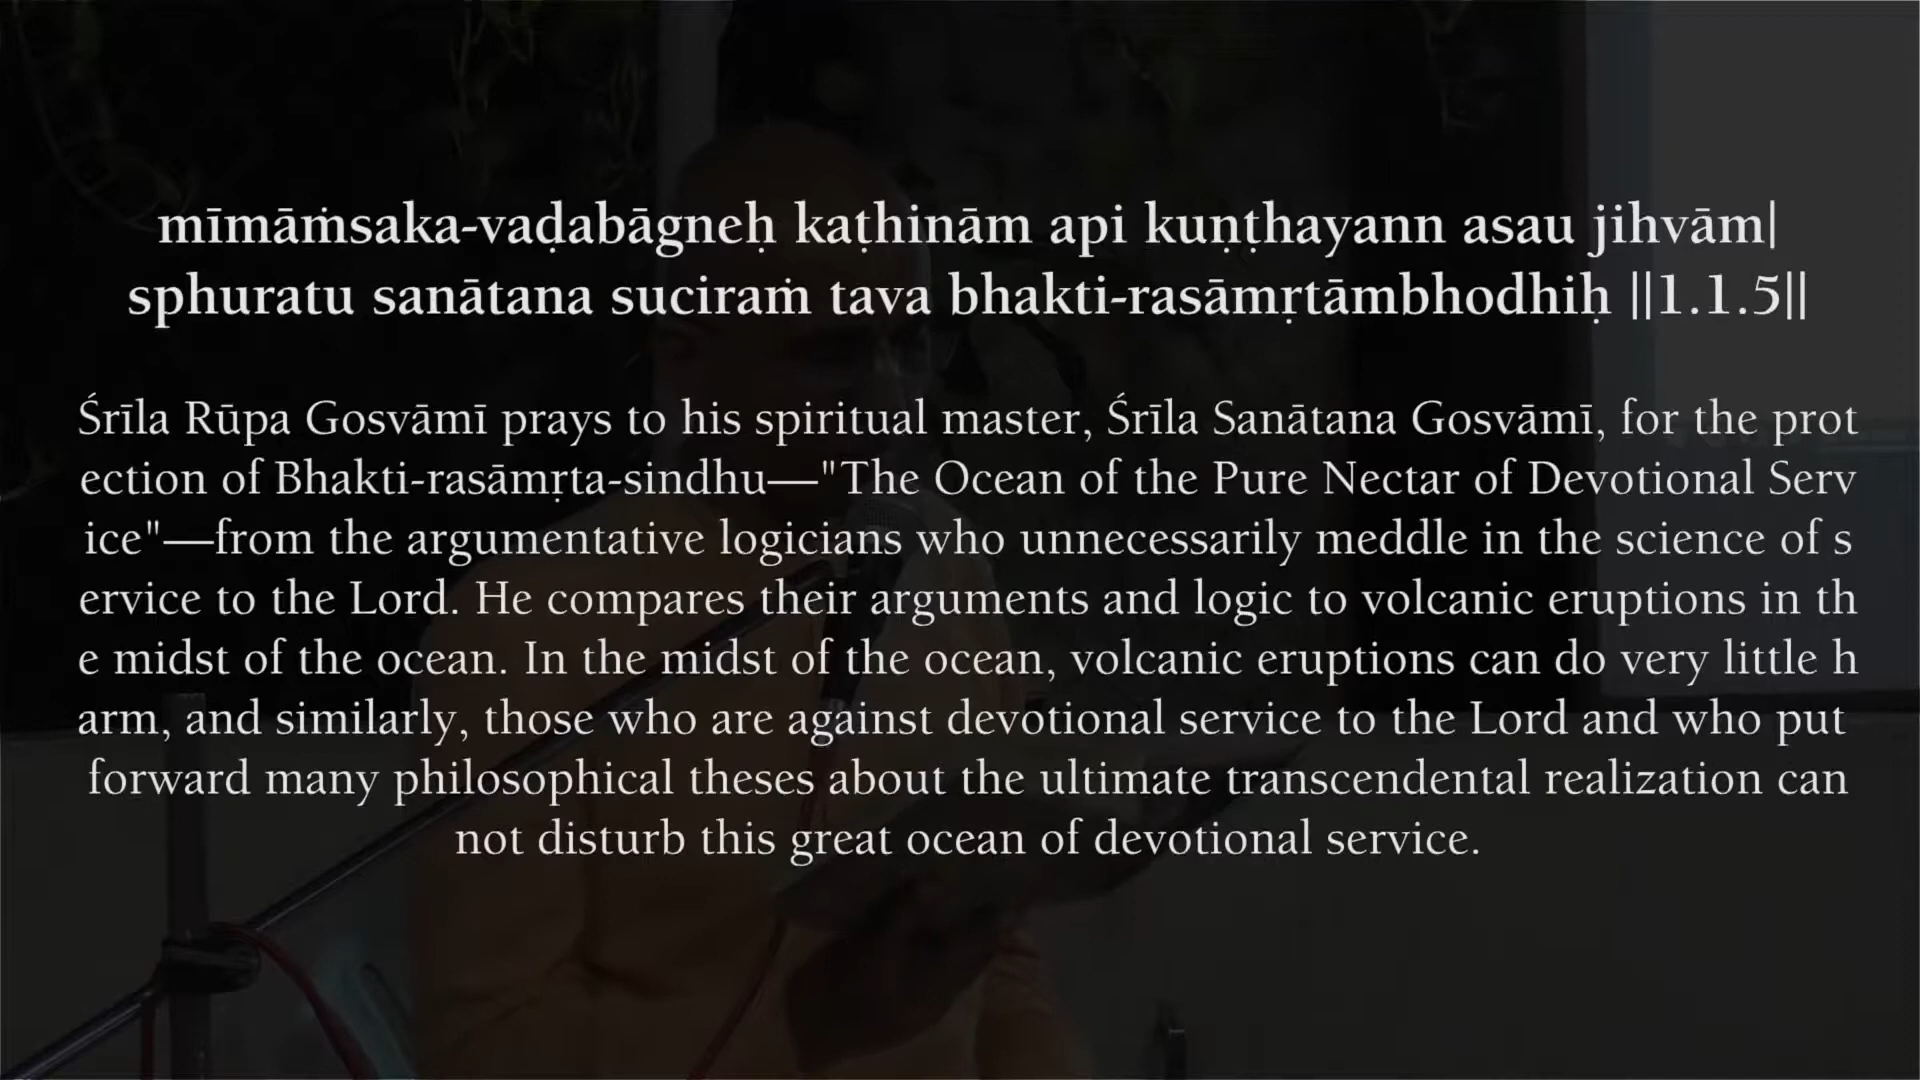 mīmāṁsaka-vaḍabāgneḥ kaṭhinām api kuṇṭhayann asau jihvām|
sphuratu sanātana suciraṁ tava bhakti-rasāmṛtāmbhodhiḥ ||1.1.5||
Śrīla Rūpa Gosvāmī prays to his spiritual master, Śrīla Sanātana Gosvāmī, for the prot
ection of Bhakti-rasāmṛta-sindhu—"The Ocean of the Pure Nectar of Devotional Serv
ice"—from the argumentative logicians who unnecessarily meddle in the science of s
ervice to the Lord. He compares their arguments and logic to volcanic eruptions in th
e midst of the ocean. In the midst of the ocean, volcanic eruptions can do very little h
arm, and similarly, those who are against devotional service to the Lord and who put
forward many philosophical theses about the ultimate transcendental realization can
not disturb this great ocean of devotional service.